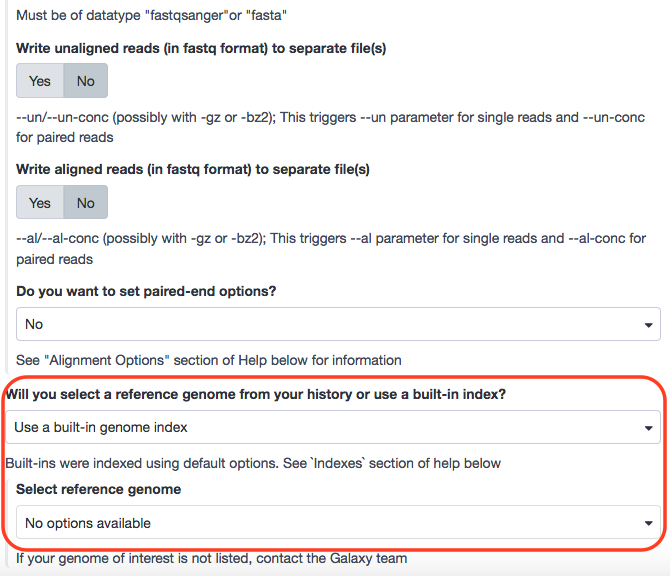 Must be of datatype "fastqsanger"or "fasta"
Write unaligned reads (in fastq format) to separate file(s)
Yes No
--un/--un-conc (possibly with -gz or -bz2); This triggers --un parameter for single reads and --un-conc
for paired reads
Write aligned reads (in fastq format) to separate file(s)
Yes No
--al/--al-conc (possibly with -gz or -bz2); This triggers --al parameter for single reads and --al-conc for
paired reads
Do you want to set paired-end options?
No
See "Alignment Options" section of Help below for information
Will you select a reference genome from your history or use a built-in index?
Use a built-in genome index
Built-ins were indexed using default options. See `Indexes` section of help below
Select reference genome
No options available
If your genome of interest is not listed, contact the Galaxy team